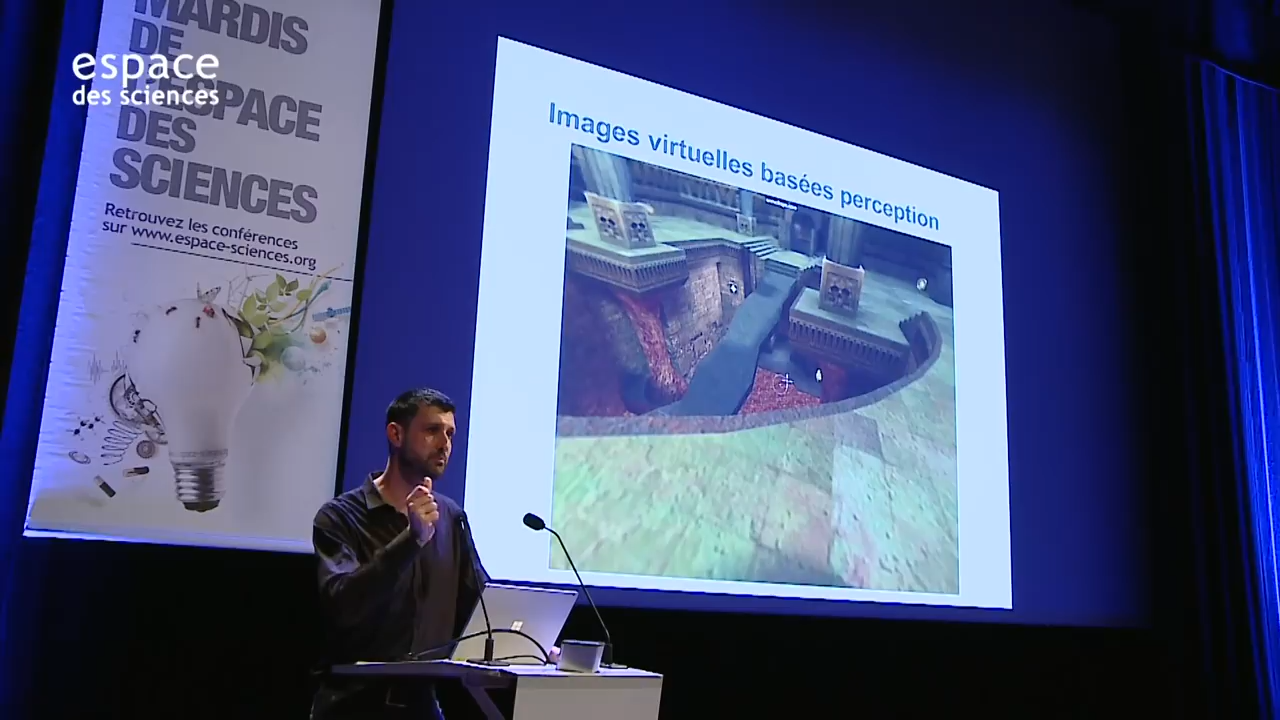 MARDIS
DE
L'ESPACE
DES
SCIENCES
Retrouvez les conférences
sur www.espace-sciences.org
espace
des sciences
Images virtuelles basées perception